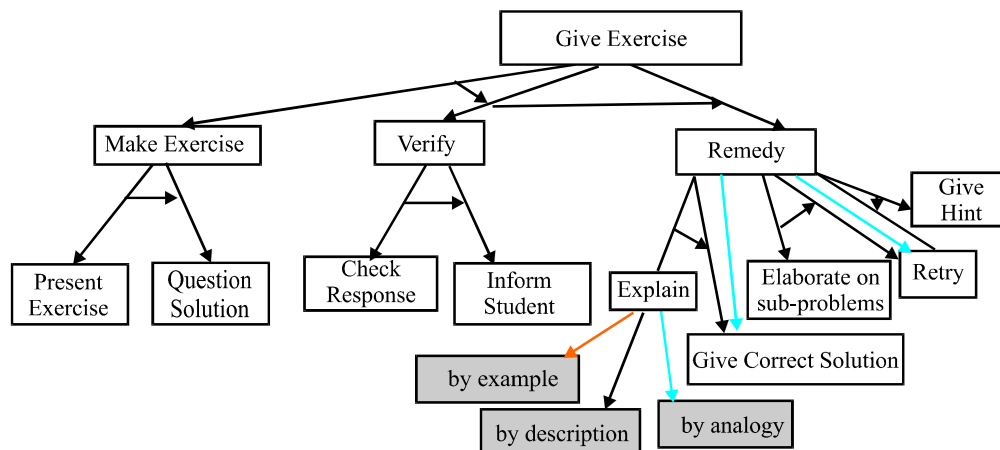 Give Exercise
Make Exercise
Verify
Remedy
Give
Hint
Present
Exercise
Question
Solution
Check
Response
Inform
Student
Explain
Elaborate on
sub-problems
Retry
Give Correct Solution
by example
by description
by analogy